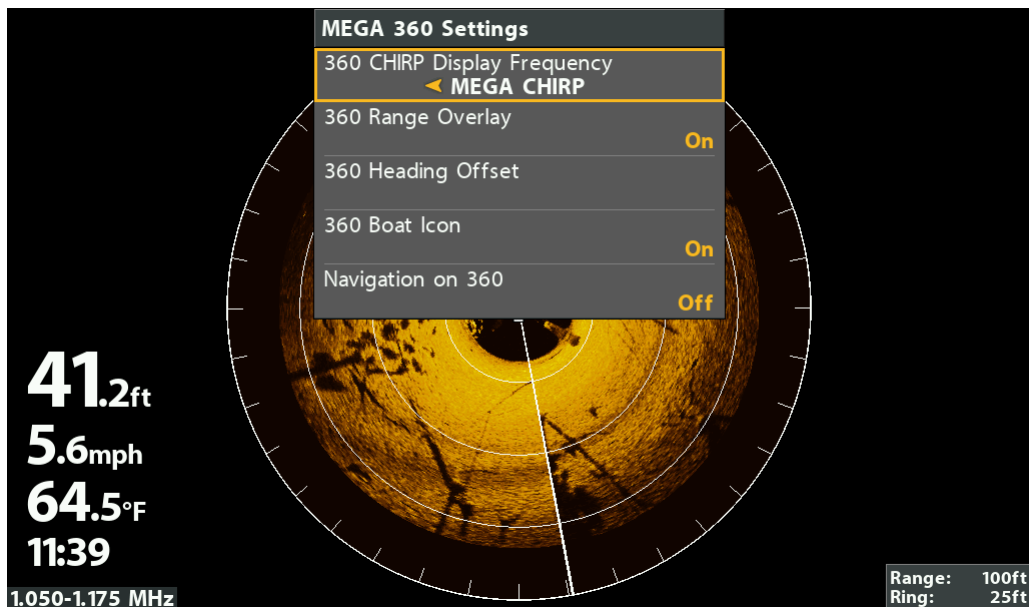 MEGA 360 Settings
360 CHIRP Display Frequency
MEGA CHIRP
360 Range Overlay
On
360 Heading Offset
360 Boat Icon
On
Navigation on 360
Off
41.2ft
5.6mph
64.5°F
11:39
1.050-1.175 MHz
Range: 100ft
Ring: 25ft